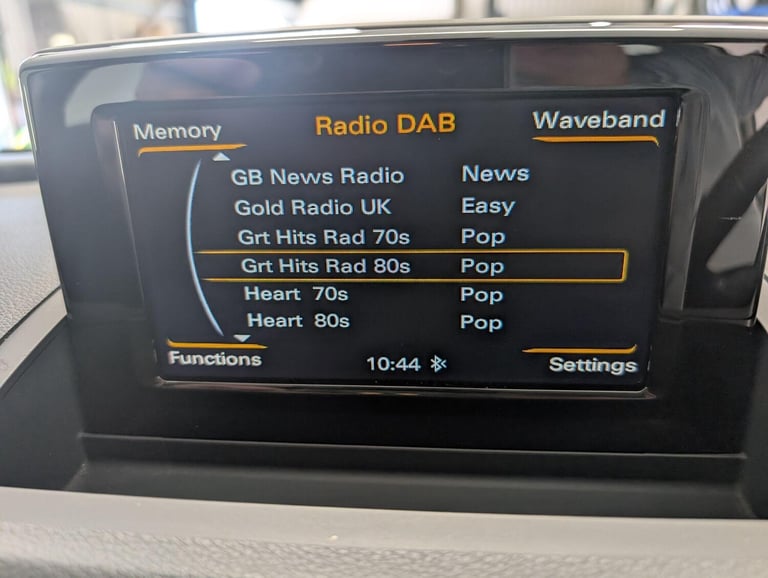 Memory Radio DAB Waveband
GB News Radio News
Gold Radio UK Easy
Grt Hits Rad 70s Pop
Grt Hits Rad 80s Pop
Heart 70s Pop
Heart 80s Pop
Functions 10:44 Settings